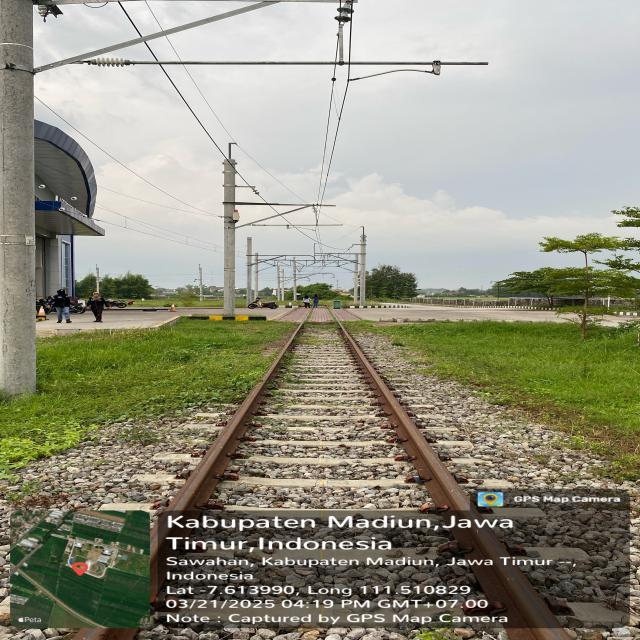 GPS Map Camera
Kabupaten Madiun,Jawa
Timur,Indonesia
Sawahan, Kabupaten Madiun, Jawa Timur --,
Indonesia
Lat -7.613990, Long 111.510829
03/21/2025 04:19 PM GMT+07:00
Note : Captured by GPS Map Camera
Peta